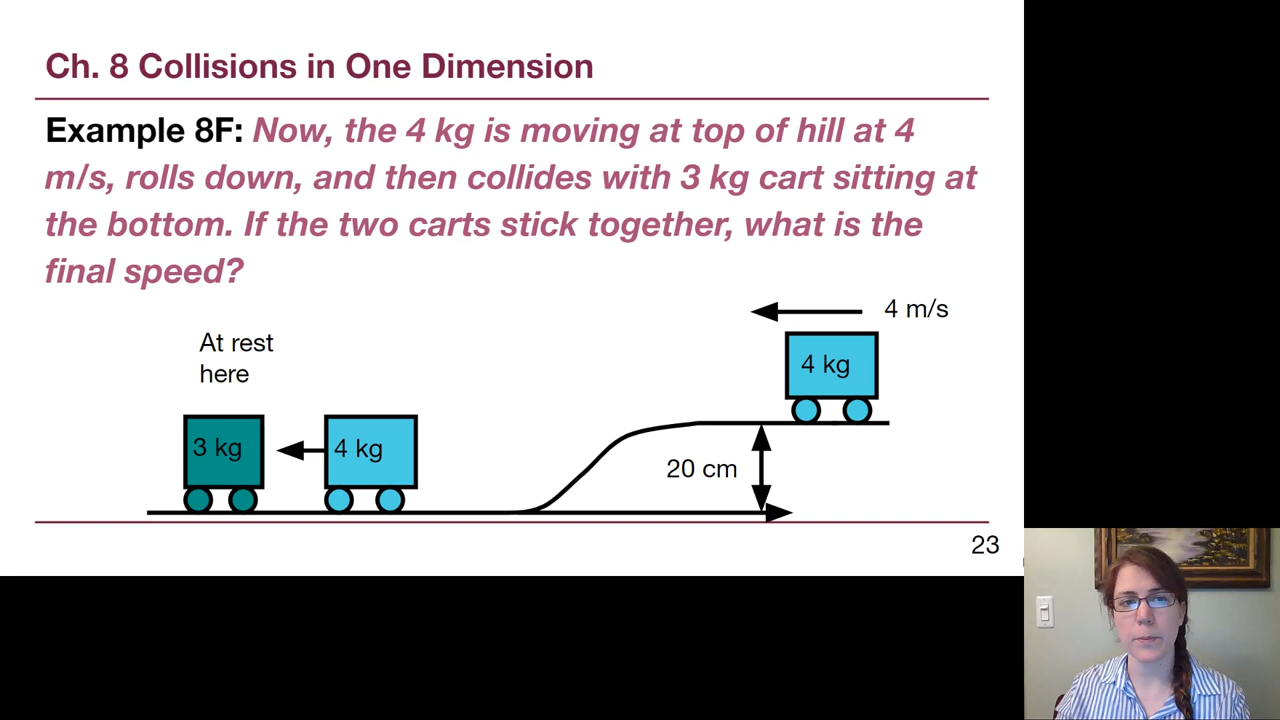 Ch. 8 Collisions in One Dimension
Example 8F: Now, the 4 kg is moving at top of hill at 4
m/s, rolls down, and then collides with 3 kg cart sitting at
the bottom. If the two carts stick together, what is the
final speed?
4 m/s
At rest
here
4 kg
3 kg
4 kg
20 cm
23